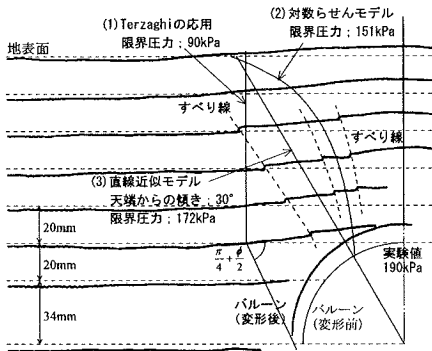 (1) Terzaghiの応用
限界圧力 ; 90kPa
(2) 対数らせんモデル
限界圧力 ; 151kPa
地表面
すべり線
すべり線
(3) 直線近似モデル
天端からの傾き ; 30°
限界圧力 ; 172kPa
20mm
20mm
34mm
π/4 + φ/2
実験値
190kPa
バルーン
(変形後)
バルーン
(変形前)